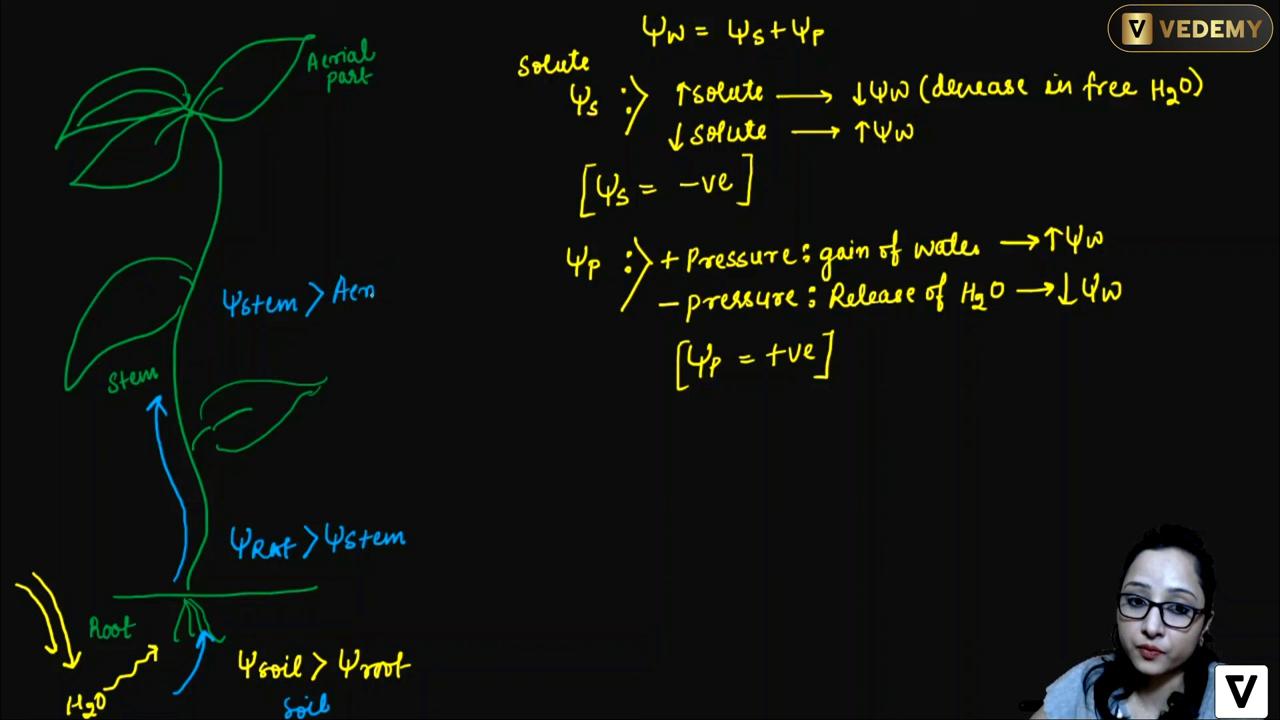 VEDEMY
Ψw = Ψs + Ψp
Solute
Ψs :> ↑solute → ↓Ψw (decrease in free H₂O)
↓ solute → ↑Ψw
[Ψs = -ve]
Ψp :> + Pressure : gain of water → ↑Ψw
- pressure : Release of H₂O → ↓Ψw
[Ψp = +ve]
Aerial
part
Ψstem > Aeri
Stem
ΨRoot > Ψstem
Root
Ψsoil > Ψroot
H₂O
Soil